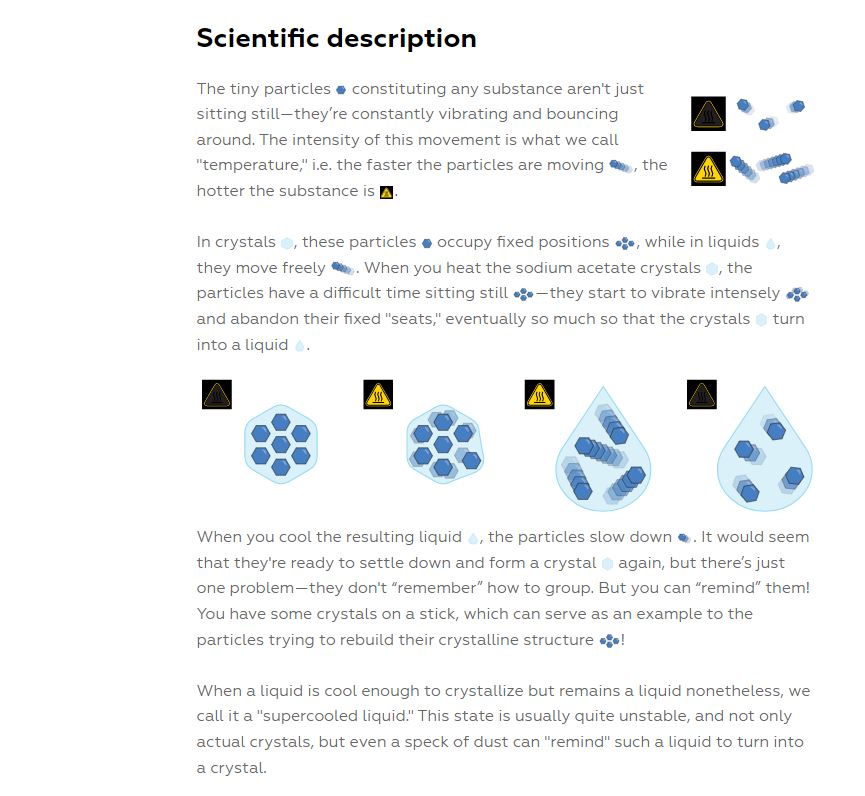 Scientific description
The tiny particles constituting any substance aren't just
sitting still—they’re constantly vibrating and bouncing
around. The intensity of this movement is what we call
"temperature," i.e. the faster the particles are moving , the
hotter the substance is .
In crystals , these particles occupy fixed positions , while in liquids ,
they move freely . When you heat the sodium acetate crystals , the
particles have a difficult time sitting still —they start to vibrate intensely
and abandon their fixed "seats," eventually so much so that the crystals turn
into a liquid .
When you cool the resulting liquid , the particles slow down . It would seem
that they're ready to settle down and form a crystal again, but there’s just
one problem—they don't “remember” how to group. But you can “remind” them!
You have some crystals on a stick, which can serve as an example to the
particles trying to rebuild their crystalline structure !
When a liquid is cool enough to crystallize but remains a liquid nonetheless, we
call it a "supercooled liquid." This state is usually quite unstable, and not only
actual crystals, but even a speck of dust can "remind" such a liquid to turn into
a crystal.